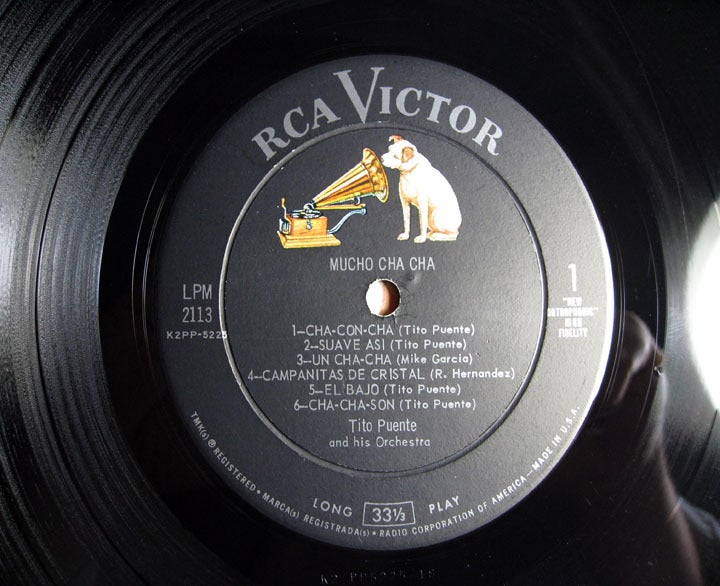 RCA VICTOR
MUCHO CHA CHA
LPM
2113
K2PP-5225
1
"NEW
ORTHOPHONIC"
HIGH
FIDELITY
1—CHA-CON-CHA (Tito Puente)
2—SUAVE ASI (Tito Puente)
3—UN CHA-CHA (Mike Garcia)
4—CAMPANITAS DE CRISTAL (R. Hernandez)
5—EL BAJO (Tito Puente)
6—CHA-CHA-SON (Tito Puente)
Tito Puente
and his Orchestra
LONG 33⅓ PLAY
TMK(s) ® REGISTERED • MARCA(s) REGISTRADA(s) • RADIO CORPORATION OF AMERICA—MADE IN U.S.A.